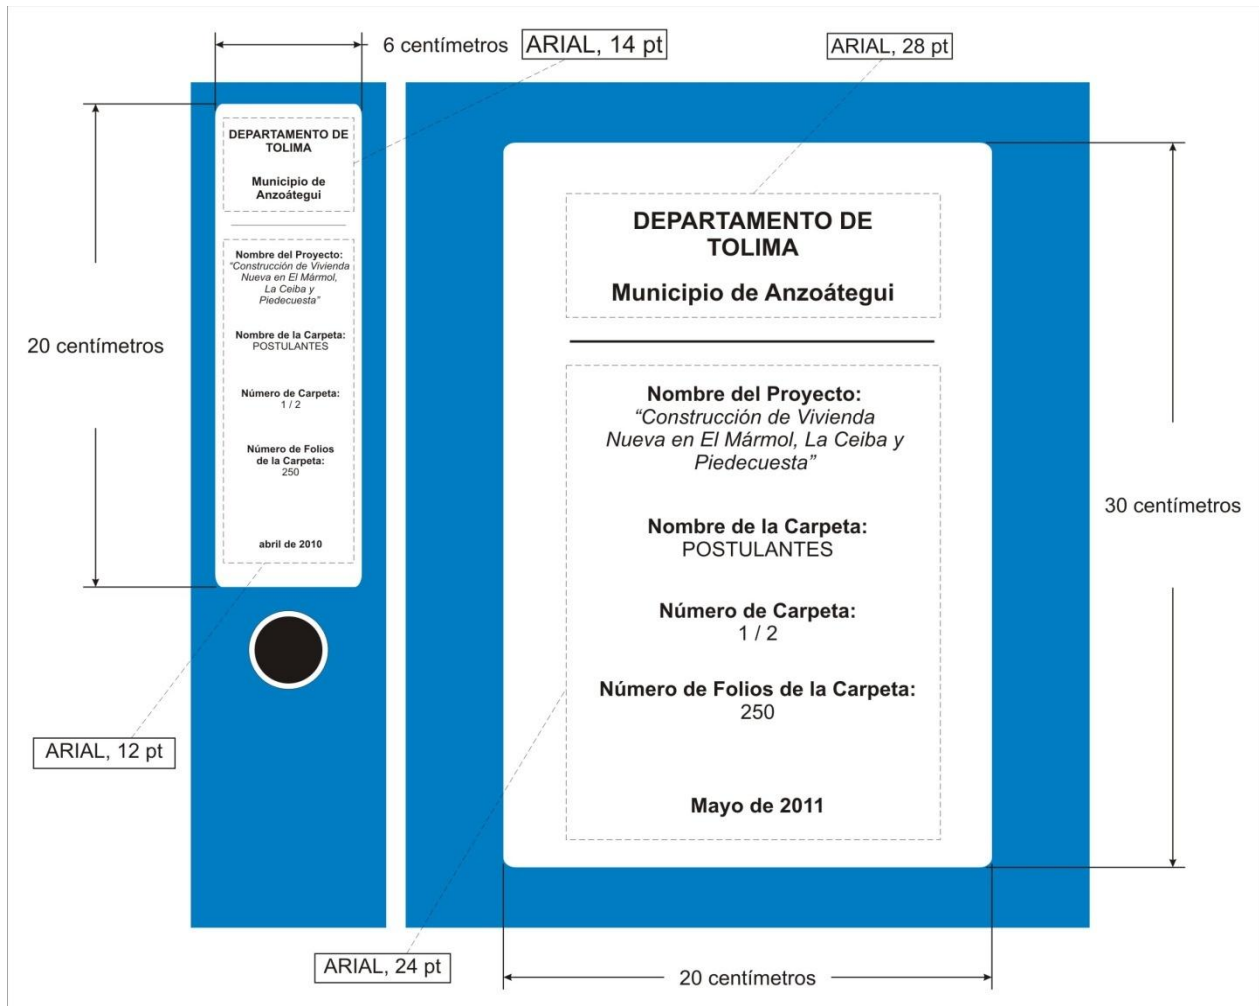 6 centímetros
ARIAL, 14 pt
ARIAL, 28 pt
DEPARTAMENTO DE
TOLIMA
Municipio de
Anzoátegui
Nombre del Proyecto:
“Construcción de Vivienda
Nueva en El Mármol,
La Ceiba y
Piedecuesta”
Nombre de la Carpeta:
POSTULANTES
Número de Carpeta:
1 / 2
Número de Folios
de la Carpeta:
250
abril de 2010
20 centímetros
ARIAL, 12 pt
DEPARTAMENTO DE
TOLIMA
Municipio de Anzoátegui
Nombre del Proyecto:
“Construcción de Vivienda
Nueva en El Mármol, La Ceiba y
Piedecuesta”
Nombre de la Carpeta:
POSTULANTES
Número de Carpeta:
1 / 2
Número de Folios de la Carpeta:
250
Mayo de 2011
30 centímetros
ARIAL, 24 pt
20 centímetros